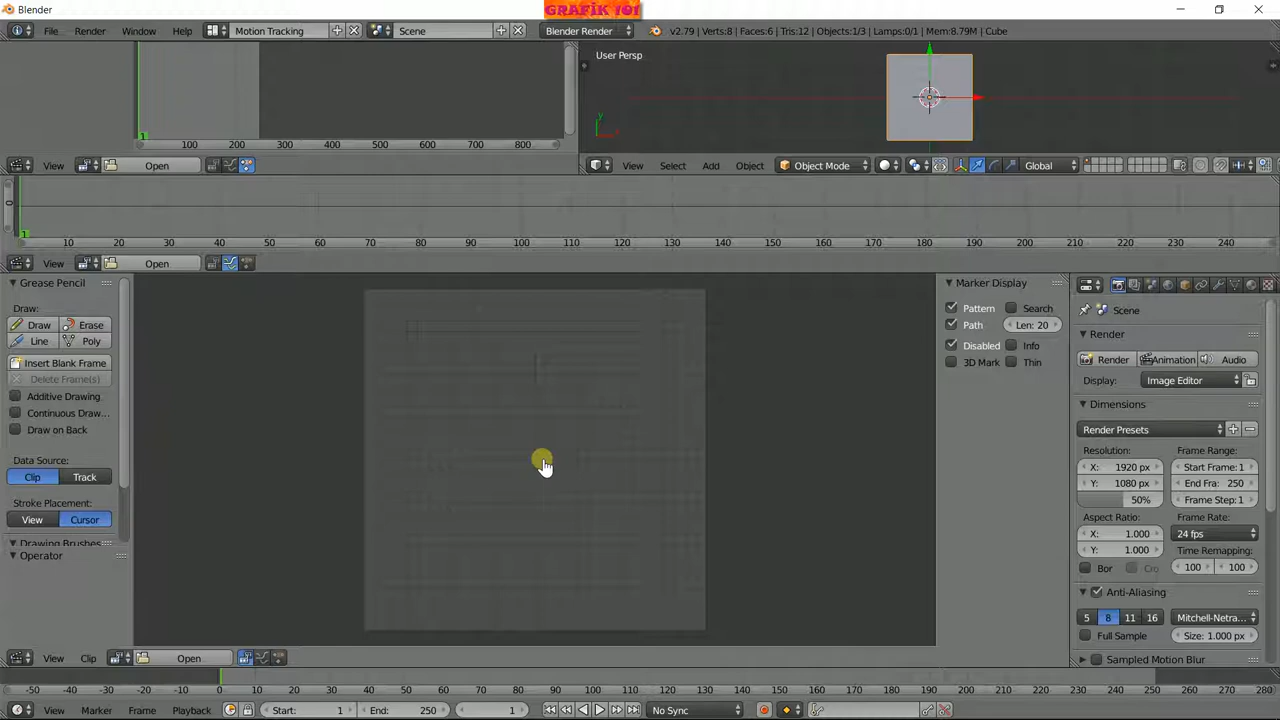 Blender
GRAFİK 101
File Render Window Help Motion Tracking Scene Blender Render v2.79 | Verts:8 | Faces:6 | Tris:12 | Objects:1/3 | Lamps:0/1 | Mem:8.79M | Cube
User Persp
y
1
100 200 300 400 500 600 700 800
View Open
View Select Add Object Object Mode Global
1
10 20 30 40 50 60 70 80 90 100 110 120 130 140 150 160 170 180 190 200 210 220 230 240
View Open
Grease Pencil
Draw:
Draw Erase
Line Poly
Insert Blank Frame
Delete Frame(s)
Additive Drawing
Continuous Draw...
Draw on Back
Data Source:
Clip Track
Stroke Placement:
View Cursor
Drawing Brushes
Operator
Marker Display
Pattern Search
Path Len: 20
Disabled Info
3D Mark Thin
Scene
Render
Render Animation Audio
Display: Image Editor
Dimensions
Render Presets
Resolution: Frame Range:
X: 1920 px Start Frame: 1
Y: 1080 px End Fra: 250
50% Frame Step: 1
Aspect Ratio: Frame Rate:
X: 1.000 24 fps
Y: 1.000 Time Remapping:
Bor Cro 100 100
Anti-Aliasing
5 8 11 16 Mitchell-Netra...
Full Sample Size: 1.000 px
Sampled Motion Blur
View Clip Open
-50 -40 -30 -20 -10 0 10 20 30 40 50 60 70 80 90 100 110 120 130 140 150 160 170 180 190 200 210 220 230 240 250 260 270 280
View Marker Frame Playback Start: 1 End: 250 1 No Sync